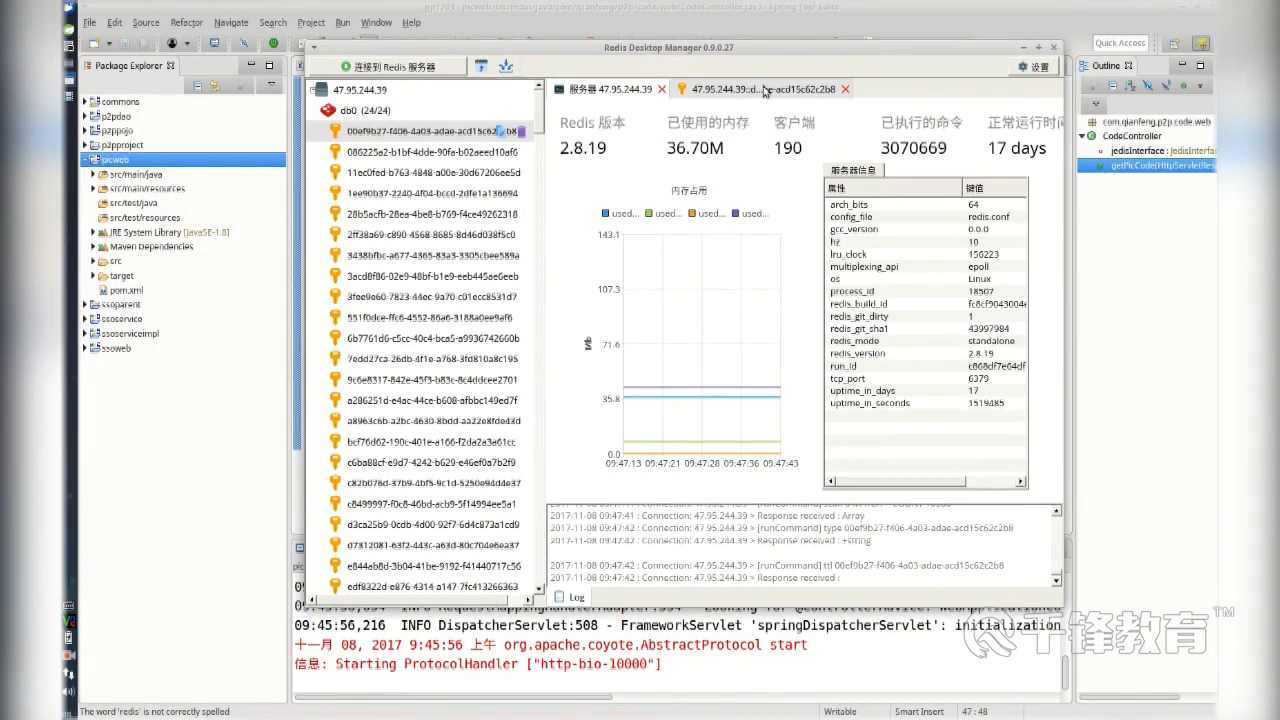 gp1701 - picweb/src/main/java/com/qianfeng/p2p/code/web/CodeController.java - Spring Tool Suite
File Edit Source Refactor Navigate Search Project Run Window Help
Quick Access
Package Explorer
commons
p2pdao
p2ppojo
p2pproject
picweb
src/main/java
src/main/resources
src/test/java
src/test/resources
JRE System Library [JavaSE-1.8]
Maven Dependencies
src
target
pom.xml
ssoparent
ssoservice
ssoserviceimpl
ssoweb
Redis Desktop Manager 0.9.0.27
连接到 Redis 服务器
设置
47.95.244.39
db0 (24/24)
00ef9b27-f406-4a03-adae-acd15c62 b8
086225a2-b1bf-4dde-90fa-b02aeed10af6
11ec0fed-b763-4848-a00e-30d67206ee5d
1ee90b37-2240-4f04-bccd-2dfe1a136694
28b5acfb-28ea-4be8-b769-f4ce49262318
2ff38a69-c890-4568-8685-8d46d038f5c0
3438bfbc-a677-4365-83a3-3305cbee589a
3acd8f86-02e9-48bf-b1e9-eeb445ae6eeb
3fee9e60-7823-44ec-9a70-c01ecc8531d7
551f0dce-ffc6-4552-86a6-3188a0ee9af6
6b7761d6-c5cc-40c4-bca5-a9936742660b
7edd27ca-26db-4f1e-a768-3fd810a8c195
9c6e8317-842e-45f3-b83c-8c4ddcee2701
a286251d-e4ac-44ce-b608-afbbc149ed7f
a8963c6b-a2bc-4630-8bdd-aa22e8fde43d
bcf76d62-190c-401e-a166-f2da2a3a61cc
c6ba88cf-e9d7-4242-b629-e46ef0a7b2f9
c82b076d-37b9-4bf5-9c1d-5250e94d4e37
c8499997-f0c8-46bd-acb9-5f14994ee5a1
d3ca25b9-0cdb-4d00-92f7-6d4c873a1cd9
d7312081-63f2-443c-a63d-80c704e6ea37
e844ab8d-3b04-41be-9192-f41440717c56
edf8322d-e876-4314-a147-7fc413266363
服务器 47.95.244.39
47.95.244.39::d...e-acd15c62c2b8
Redis 版本 已使用的内存 客户端 已执行的命令 正常运行时间
2.8.19 36.70M 190 3070669 17 days
内存占用
used... used... used... used...
143.1
107.3
71.6
35.8
0.0
Mb
09:47:13 09:47:21 09:47:28 09:47:36 09:47:43
服务器信息
属性 键值
arch_bits 64
config_file redis.conf
gcc_version 0.0.0
hz 10
lru_clock 156223
multiplexing_api epoll
os Linux
process_id 18507
redis_build_id fc8cf9043004
redis_git_dirty 1
redis_git_sha1 43997984
redis_mode standalone
redis_version 2.8.19
run_id c868df7e64df
tcp_port 6379
uptime_in_days 17
uptime_in_seconds 1519485
2017-11-08 09:47:41 : Connection: 47.95.244.39 > Response received : Array
2017-11-08 09:47:42 : Connection: 47.95.244.39 > [runCommand] type 00ef9b27-f406-4a03-adae-acd15c62c2b8
2017-11-08 09:47:42 : Connection: 47.95.244.39 > Response received : +string
2017-11-08 09:47:42 : Connection: 47.95.244.39 > [runCommand] ttl 00ef9b27-f406-4a03-adae-acd15c62c2b8
2017-11-08 09:47:42 : Connection: 47.95.244.39 > Response received :
Log
Outline
com.qianfeng.p2p.code.web
CodeController
jedisInterface : JedisInterfac
getPicCode(HttpServletRes
09:45:56,216 INFO DispatcherServlet:508 - FrameworkServlet 'springDispatcherServlet': initialization
十一月 08, 2017 9:45:56 上午 org.apache.coyote.AbstractProtocol start
信息: Starting ProtocolHandler ["http-bio-10000"]
千锋教育™
The word 'redis' is not correctly spelled Writable Smart Insert 47 : 48